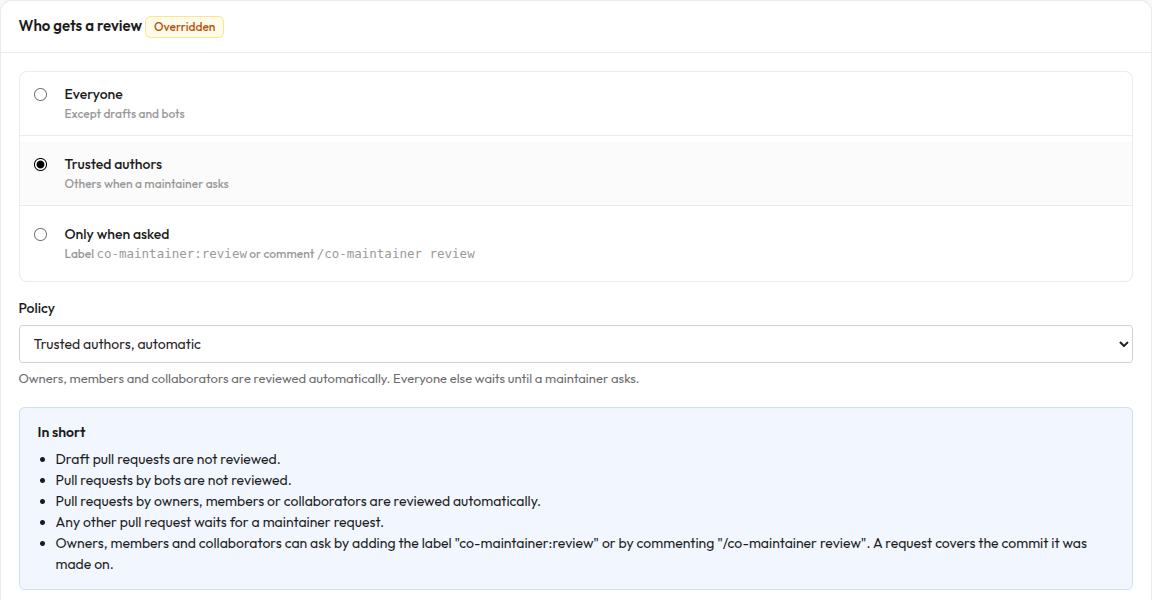 Who gets a review Overridden
Everyone
Except drafts and bots
Trusted authors
Others when a maintainer asks
Only when asked
Label co-maintainer:review or comment /co-maintainer review
Policy
Trusted authors, automatic
Owners, members and collaborators are reviewed automatically. Everyone else waits until a maintainer asks.
In short
Draft pull requests are not reviewed.
Pull requests by bots are not reviewed.
Pull requests by owners, members or collaborators are reviewed automatically.
Any other pull request waits for a maintainer request.
Owners, members and collaborators can ask by adding the label "co-maintainer:review" or by commenting "/co-maintainer review". A request covers the commit it was
made on.